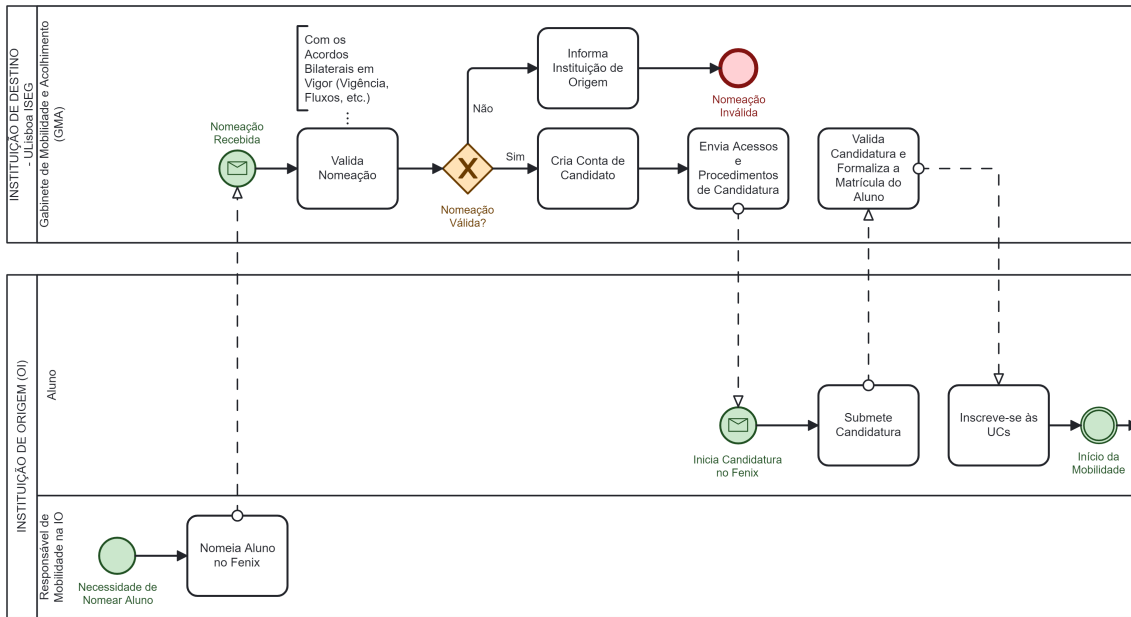 INSTITUIÇÃO DE DESTINO
- ULisboa ISEG
Gabinete de Mobilidade e Acolhimento
(GMA)
Com os
Acordos
Bilaterais em
Vigor (Vigência,
Fluxos, etc.)
Nomeação
Recebida
Valida
Nomeação
Nomeação
Válida?
Não
Sim
Informa
Instituição de
Origem
Nomeação
Inválida
Cria Conta de
Candidato
Envia Acessos
e
Procedimentos
de Candidatura
Valida
Candidatura e
Formaliza a
Matrícula do
Aluno
INSTITUIÇÃO DE ORIGEM (OI)
Aluno
Inicia Candidatura
no Fenix
Submete
Candidatura
Inscreve-se às
UCs
Início da
Mobilidade
Responsável de
Mobilidade na IO
Necessidade de
Nomear Aluno
Nomeia Aluno
no Fenix